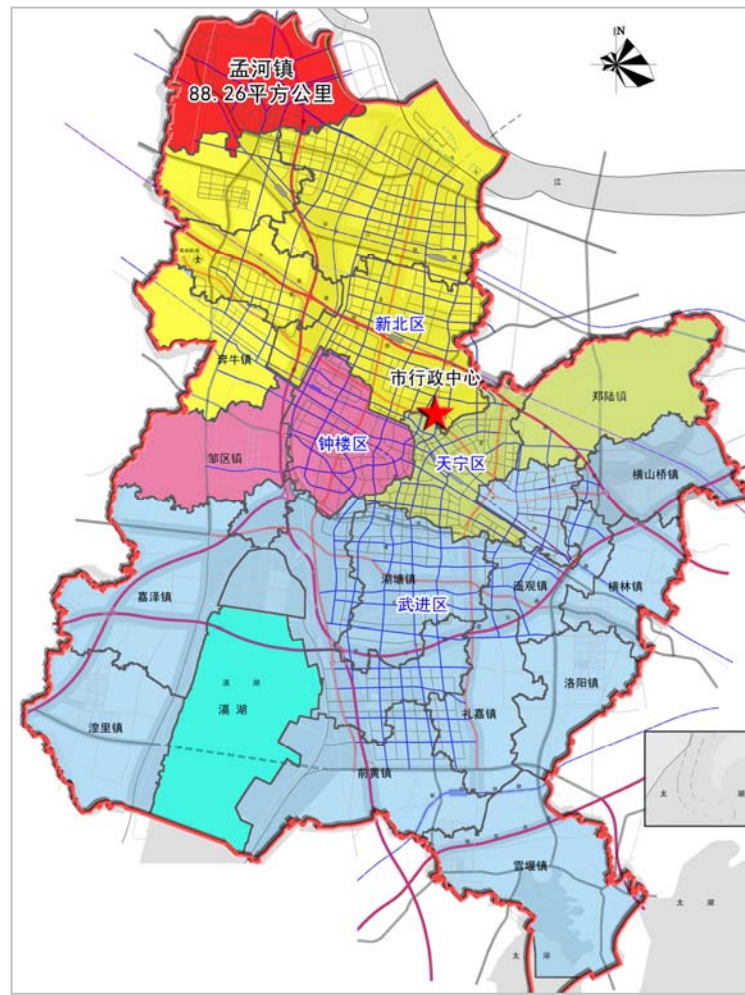 N
孟河镇
88.26平方公里
江
新北区
奔牛镇
市行政中心
郑陆镇
钟楼区
天宁区
邹区镇
横山桥镇
湖塘镇
遥观镇
横林镇
武进区
嘉泽镇
洛阳镇
滆 湖
滆 湖
礼嘉镇
湟里镇
前黄镇
太 湖
雪堰镇
太 湖
太 湖